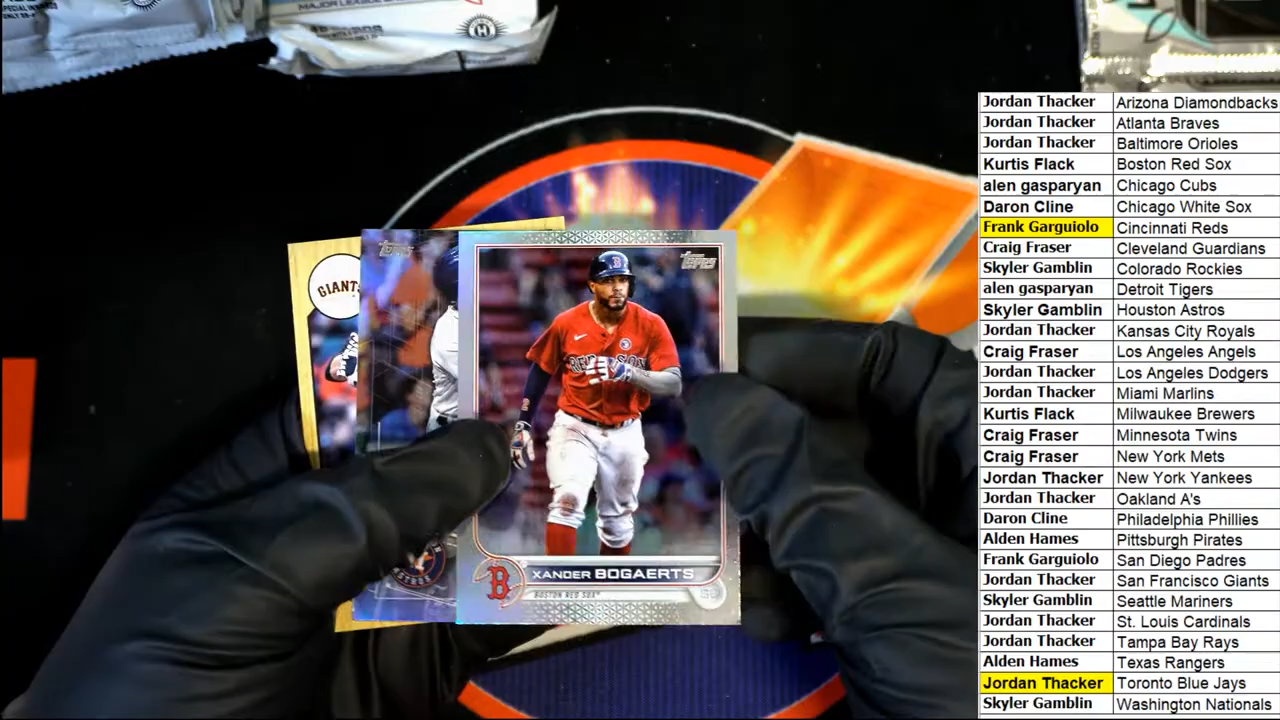 SPECIAL IN
ONLY
MAJOR LEAGUE
Topps
Topps
GIANTS
RED SOX
B
ASTROS
B
XANDER BOGAERTS
BOSTON RED SOX
Jordan Thacker Arizona Diamondbacks
Jordan Thacker Atlanta Braves
Jordan Thacker Baltimore Orioles
Kurtis Flack Boston Red Sox
alen gasparyan Chicago Cubs
Daron Cline Chicago White Sox
Frank Garguiolo Cincinnati Reds
Craig Fraser Cleveland Guardians
Skyler Gamblin Colorado Rockies
alen gasparyan Detroit Tigers
Skyler Gamblin Houston Astros
Jordan Thacker Kansas City Royals
Craig Fraser Los Angeles Angels
Jordan Thacker Los Angeles Dodgers
Jordan Thacker Miami Marlins
Kurtis Flack Milwaukee Brewers
Craig Fraser Minnesota Twins
Craig Fraser New York Mets
Jordan Thacker New York Yankees
Jordan Thacker Oakland A's
Daron Cline Philadelphia Phillies
Alden Hames Pittsburgh Pirates
Frank Garguiolo San Diego Padres
Jordan Thacker San Francisco Giants
Skyler Gamblin Seattle Mariners
Jordan Thacker St. Louis Cardinals
Jordan Thacker Tampa Bay Rays
Alden Hames Texas Rangers
Jordan Thacker Toronto Blue Jays
Skyler Gamblin Washington Nationals